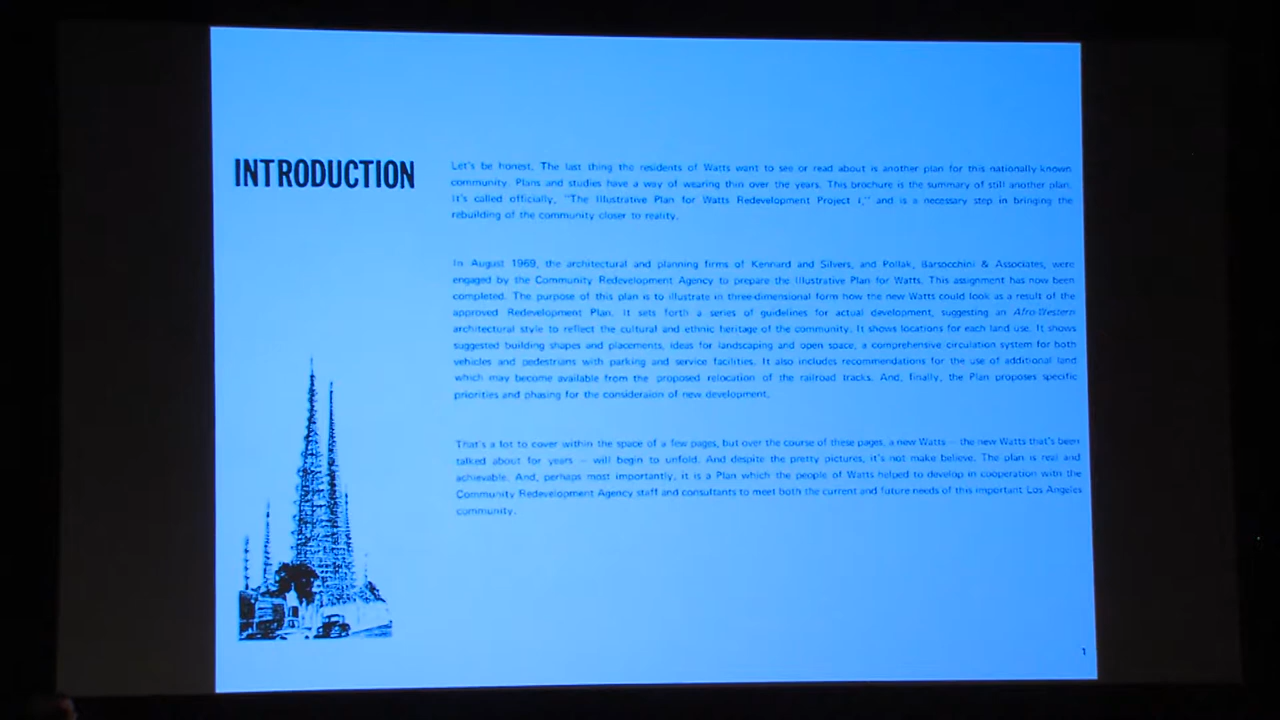 INTRODUCTION
Let's be honest. The last thing the residents of Watts want to see or read about is another plan for this nationally known
community. Plans and studies have a way of wearing thin over the years. This brochure is the summary of still another plan.
It's called officially, "The Illustrative Plan for Watts Redevelopment Project I," and is a necessary step in bringing the
rebuilding of the community closer to reality.
In August 1969, the architectural and planning firms of Kennard and Silvers, and Pollak, Barsocchini & Associates, were
engaged by the Community Redevelopment Agency to prepare the Illustrative Plan for Watts. This assignment has now been
completed. The purpose of this plan is to illustrate in three-dimensional form how the new Watts could look as a result of the
approved Redevelopment Plan. It sets forth a series of guidelines for actual development, suggesting an Afro-Western
architectural style to reflect the cultural and ethnic heritage of the community. It shows locations for each land use. It shows
suggested building shapes and placements, ideas for landscaping and open space, a comprehensive circulation system for both
vehicles and pedestrians with parking and service facilities. It also includes recommendations for the use of additional land
which may become available from the proposed relocation of the railroad tracks. And, finally, the Plan proposes specific
priorities and phasing for the consideraion of new development.
That's a lot to cover within the space of a few pages, but over the course of these pages, a new Watts — the new Watts that's been
talked about for years — will begin to unfold. And despite the pretty pictures, it's not make believe. The plan is real and
achievable. And, perhaps most importantly, it is a Plan which the people of Watts helped to develop in cooperation with the
Community Redevelopment Agency staff and consultants to meet both the current and future needs of this important Los Angeles
community.
1